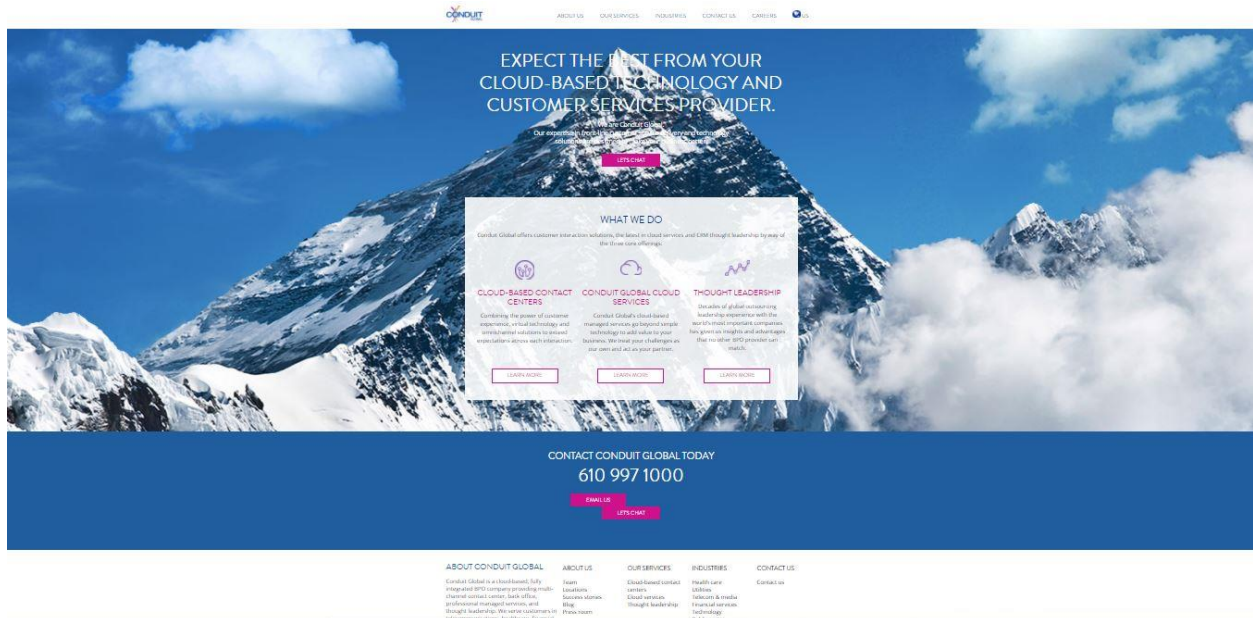 CONDUIT
ABOUT US OUR SERVICES INDUSTRIES CONTACT US CAREERS US
EXPECT THE BEST FROM YOUR
CLOUD-BASED TECHNOLOGY AND
CUSTOMER SERVICES PROVIDER.
We are Conduit Global
LET'S CHAT
WHAT WE DO
Conduit Global offers customer interaction solutions, the latest in cloud services and CRM thought leadership by way of
the three core offerings.
CLOUD-BASED CONTACT
CENTERS
Combining the power of customer
experience, virtual technology and
omnichannel solutions to exceed
expectations across each interaction.
LEARN MORE
CONDUIT GLOBAL CLOUD
SERVICES
Conduit Global's cloud-based
managed services go beyond simple
technology to add value to your
business. We treat your challenges as
our own and act as your partner.
LEARN MORE
THOUGHT LEADERSHIP
Decades of global outsourcing
leadership experience with the
world's most important companies
has given us insights and advantages
that no other BPO provider can
match.
LEARN MORE
CONTACT CONDUIT GLOBAL TODAY
610 997 1000
EMAIL US
LET'S CHAT
ABOUT CONDUIT GLOBAL
Conduit Global is a cloud-based, fully
integrated BPO company providing multi-
channel contact center, back office,
professional managed services, and
thought leadership. We serve customers in
ABOUT US
Team
Locations
Success stories
Blog
Press room
OUR SERVICES
Cloud-based contact
centers
Cloud services
Thought leadership
INDUSTRIES
Health care
Utilities
Telecom & media
Financial services
Technology
CONTACT US
Contact us